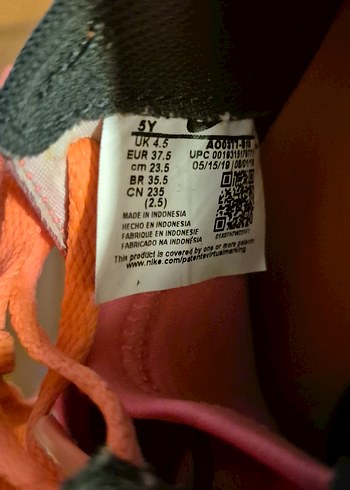 5Y
UK 4.5
EUR 37.5
cm 23.5
BR 35.5
CN 235
(2.5)
UPC
05/15/19
MADE IN INDONESIA
HECHO EN INDONESIA
FABRIQUE EN INDONESIE
FABRICADO NA INDONÉSIA
This product is covered by one or more patents
www.nike.com/patentsvirtualmarking